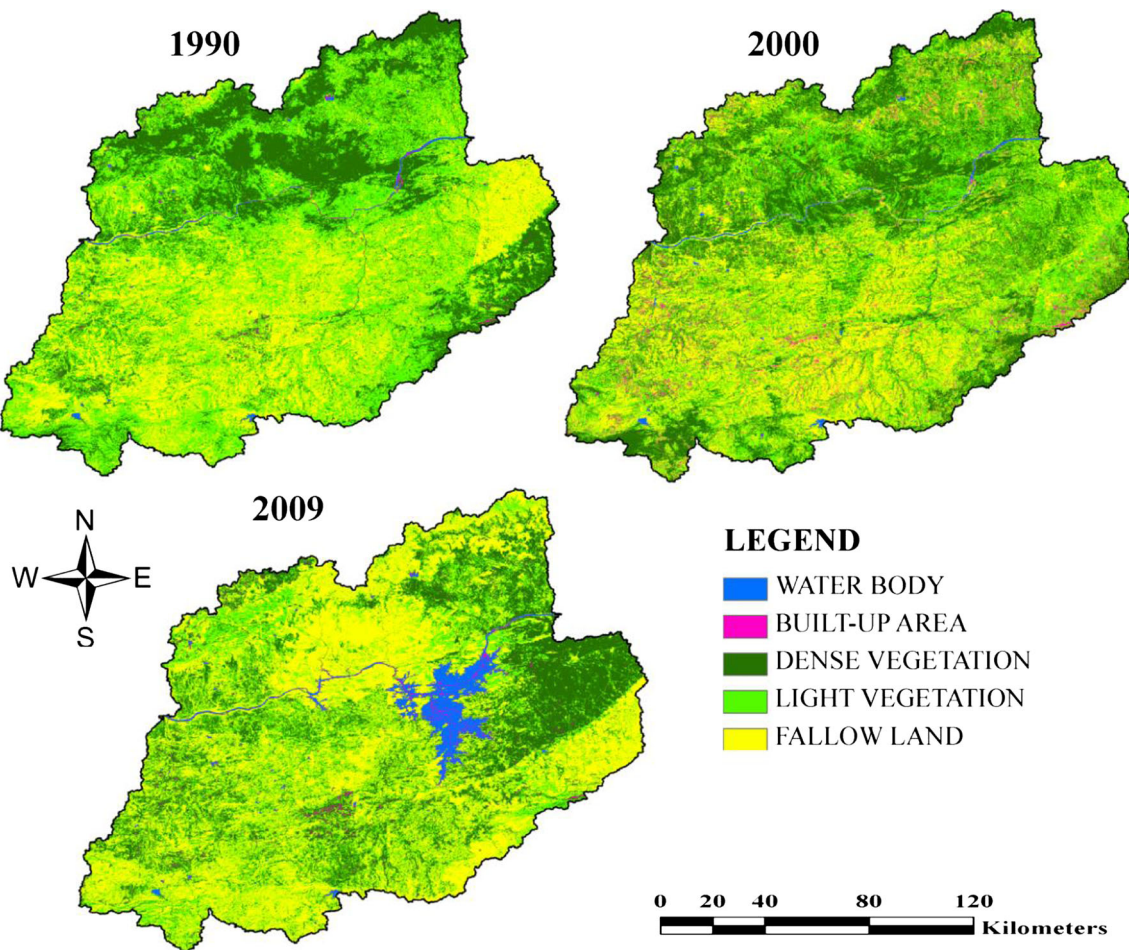 1990
2000
2009
N
W E
S
LEGEND
WATER BODY
BUILT-UP AREA
DENSE VEGETATION
LIGHT VEGETATION
FALLOW LAND
0 20 40 80 120
Kilometers